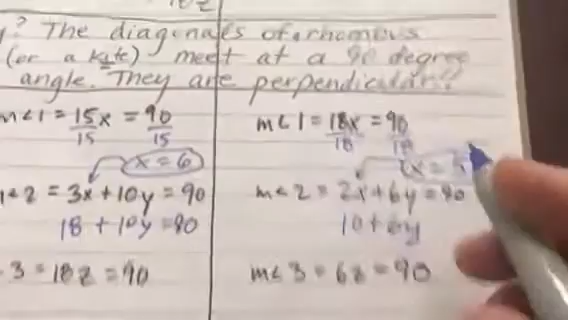 ? The diagonals of a rhombus
(or a kite) meet at a 90 degree
angle. They are perpendicular!!
m<1 = 15x = 90
15 15
x = 6
<2 = 3x + 10y = 90
18 + 10y = 90
3 = 18z = 90
m<1 = 18x = 90
18 18
x =
m<2 = 2x + 6y = 90
10 + 6y
m<3 = 6z = 90